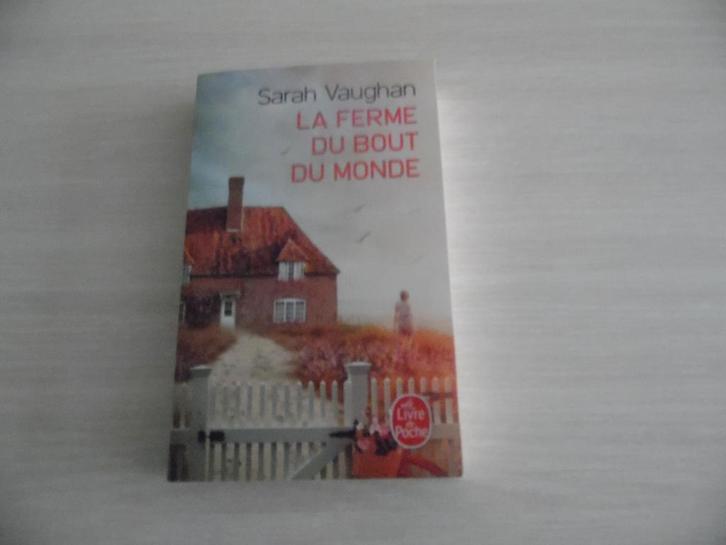 Sarah Vaughan
LA FERME
DU BOUT
DU MONDE
Le
Livre
de
Poche